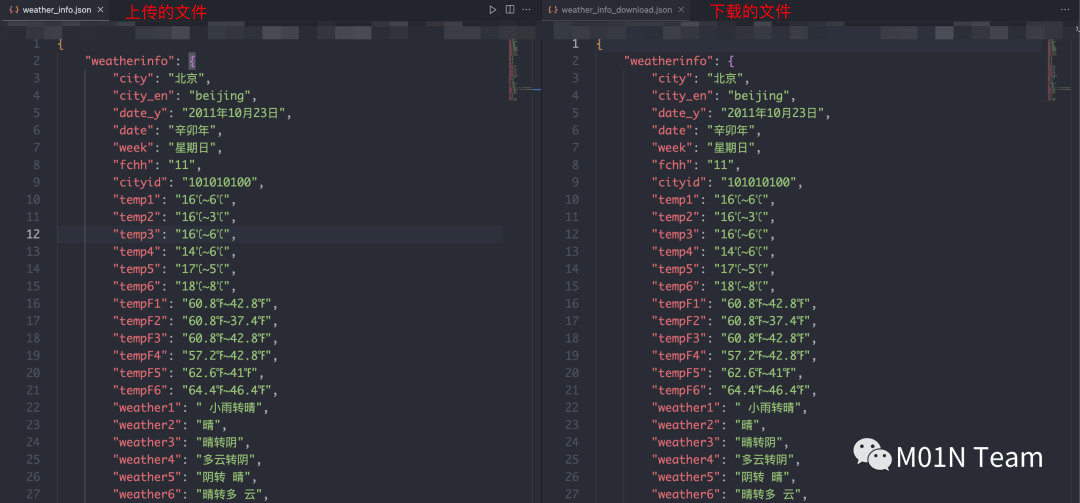 weather_info.json
上传的文件
1 {
2 "weatherinfo": {
3 "city": "北京",
4 "city_en": "beijing",
5 "date_y": "2011年10月23日",
6 "date": "辛卯年",
7 "week": "星期日",
8 "fchh": "11",
9 "cityid": "101010100",
10 "temp1": "16℃~6℃",
11 "temp2": "16℃~3℃",
12 "temp3": "16℃~6℃",
13 "temp4": "14℃~6℃",
14 "temp5": "17℃~5℃",
15 "temp6": "18℃~8℃",
16 "tempF1": "60.8℉~42.8℉",
17 "tempF2": "60.8℉~37.4℉",
18 "tempF3": "60.8℉~42.8℉",
19 "tempF4": "57.2℉~42.8℉",
20 "tempF5": "62.6℉~41℉",
21 "tempF6": "64.4℉~46.4℉",
22 "weather1": " 小雨转晴",
23 "weather2": "晴",
24 "weather3": "晴转阴",
25 "weather4": "多云转阴",
26 "weather5": "阴转 晴",
27 "weather6": "晴转多 云",
weather_info_download.json
下载的文件
1 {
2 "weatherinfo": {
3 "city": "北京",
4 "city_en": "beijing",
5 "date_y": "2011年10月23日",
6 "date": "辛卯年",
7 "week": "星期日",
8 "fchh": "11",
9 "cityid": "101010100",
10 "temp1": "16℃~6℃",
11 "temp2": "16℃~3℃",
12 "temp3": "16℃~6℃",
13 "temp4": "14℃~6℃",
14 "temp5": "17℃~5℃",
15 "temp6": "18℃~8℃",
16 "tempF1": "60.8℉~42.8℉",
17 "tempF2": "60.8℉~37.4℉",
18 "tempF3": "60.8℉~42.8℉",
19 "tempF4": "57.2℉~42.8℉",
20 "tempF5": "62.6℉~41℉",
21 "tempF6": "64.4℉~46.4℉",
22 "weather1": " 小雨转晴",
23 "weather2": "晴",
24 "weather3": "晴转阴",
25 "weather4": "多云转阴",
26 "weather5": "阴转 晴",
27 "weather6": "晴转多 云",
M01N Team